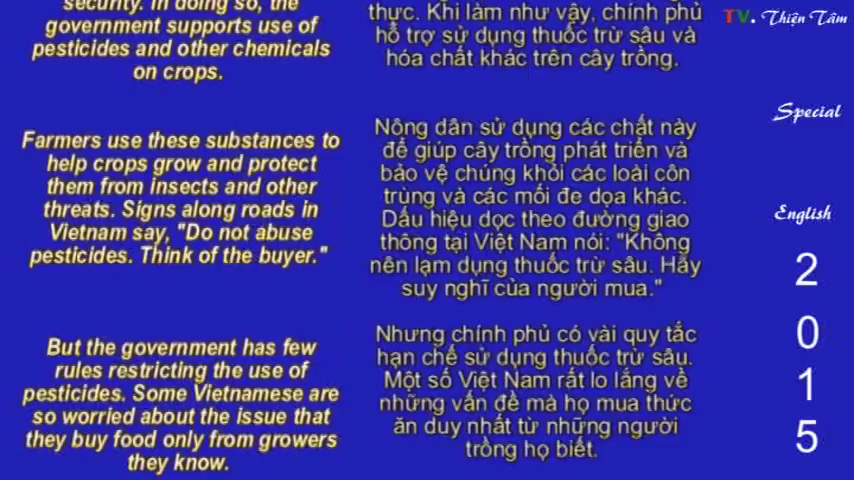 security. In doing so, the
government supports use of
pesticides and other chemicals
on crops.
Farmers use these substances to
help crops grow and protect
them from insects and other
threats. Signs along roads in
Vietnam say, "Do not abuse
pesticides. Think of the buyer."
But the government has few
rules restricting the use of
pesticides. Some Vietnamese are
so worried about the issue that
they buy food only from growers
they know.
thực. Khi làm như vậy, chính phủ
hỗ trợ sử dụng thuốc trừ sâu và
hóa chất khác trên cây trồng.
Nông dân sử dụng các chất này
để giúp cây trồng phát triển và
bảo vệ chúng khỏi các loài côn
trùng và các mối đe dọa khác.
Dấu hiệu dọc theo đường giao
thông tại Việt Nam nói: "Không
nên lạm dụng thuốc trừ sâu. Hãy
suy nghĩ của người mua."
Nhưng chính phủ có vài quy tắc
hạn chế sử dụng thuốc trừ sâu.
Một số Việt Nam rất lo lắng về
những vấn đề mà họ mua thức
ăn duy nhất từ những người
trồng họ biết.
TV. Thiện Tâm
Special
English
2
0
1
5